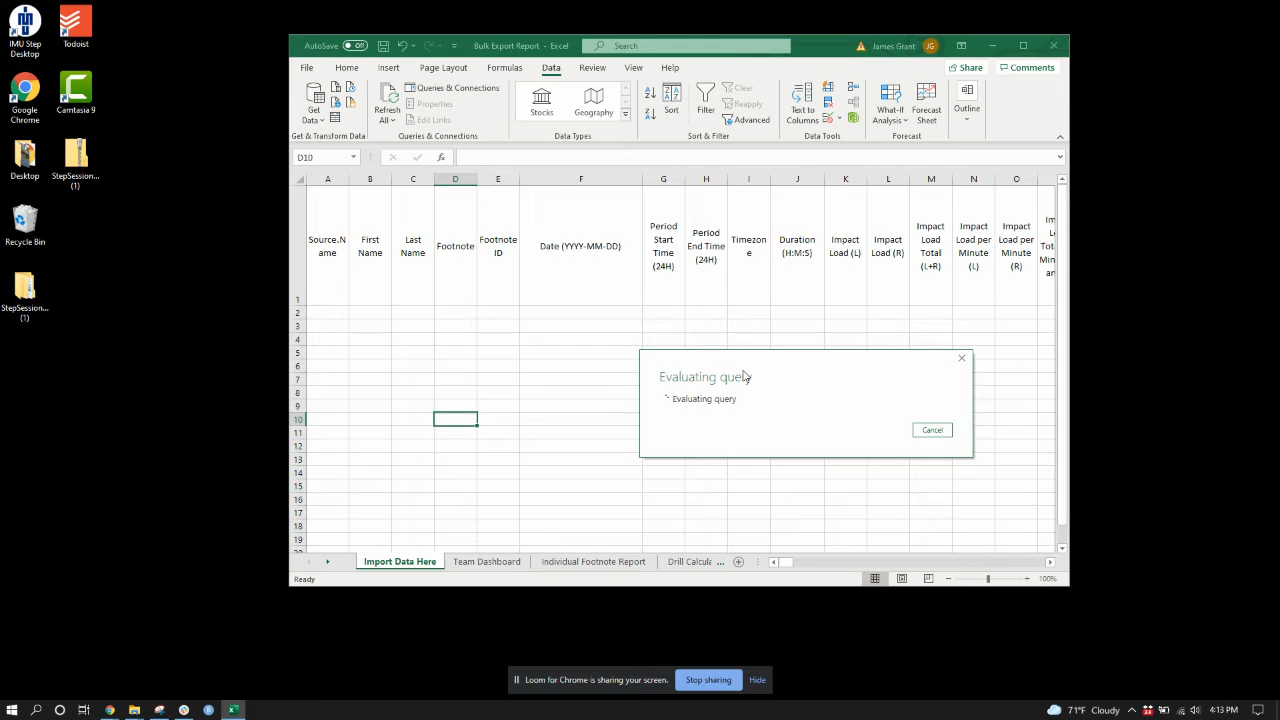 IMU Step
Desktop
Todoist
Google
Chrome
Camtasia 9
Desktop
StepSession...
(1)
Recycle Bin
StepSession...
(1)
AutoSave Off
Bulk Export Report - Excel
Search
James Grant JG
File Home Insert Page Layout Formulas Data Review View Help Share Comments
Get
Data
Refresh
All
Queries & Connections
Properties
Edit Links
Stocks
Geography
Sort
Filter
Clear
Reapply
Advanced
Text to
Columns
What-If
Analysis
Forecast
Sheet
Outline
Get & Transform Data Queries & Connections Data Types Sort & Filter Data Tools Forecast
D10 fx
A B C D E F G H I J K L M N O
Source.N
ame
First
Name
Last
Name
Footnote
Footnote
ID
Date (YYYY-MM-DD)
Period
Start
Time
(24H)
Period
End Time
(24H)
Timezon
e
Duration
(H:M:S)
Impact
Load (L)
Impact
Load (R)
Impact
Load
Total
(L+R)
Impact
Load per
Minute
(L)
Impact
Load per
Minute
(R)
1
2
3
4
5
6
7
8
9
10
11
12
13
14
15
16
17
18
19
Evaluating query
Evaluating query
Cancel
Import Data Here Team Dashboard Individual Footnote Report Drill Calcula ...
Ready 100%
Loom for Chrome is sharing your screen. Stop sharing Hide
71°F Cloudy 4:13 PM